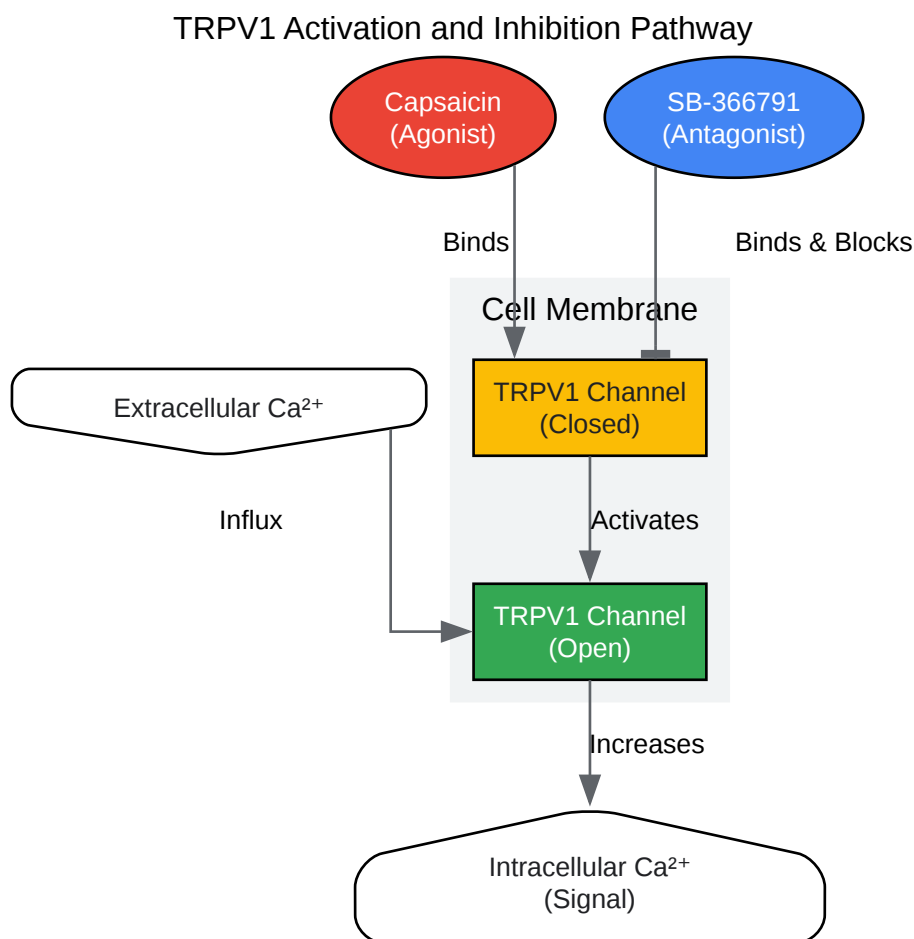 TRPV1 Activation and Inhibition Pathway
Capsaicin
(Agonist)
SB-366791
(Antagonist)
Binds
Binds & Blocks
Cell Membrane
TRPV1 Channel
(Closed)
Extracellular Ca²⁺
Influx
Activates
TRPV1 Channel
(Open)
Increases
Intracellular Ca²⁺
(Signal)